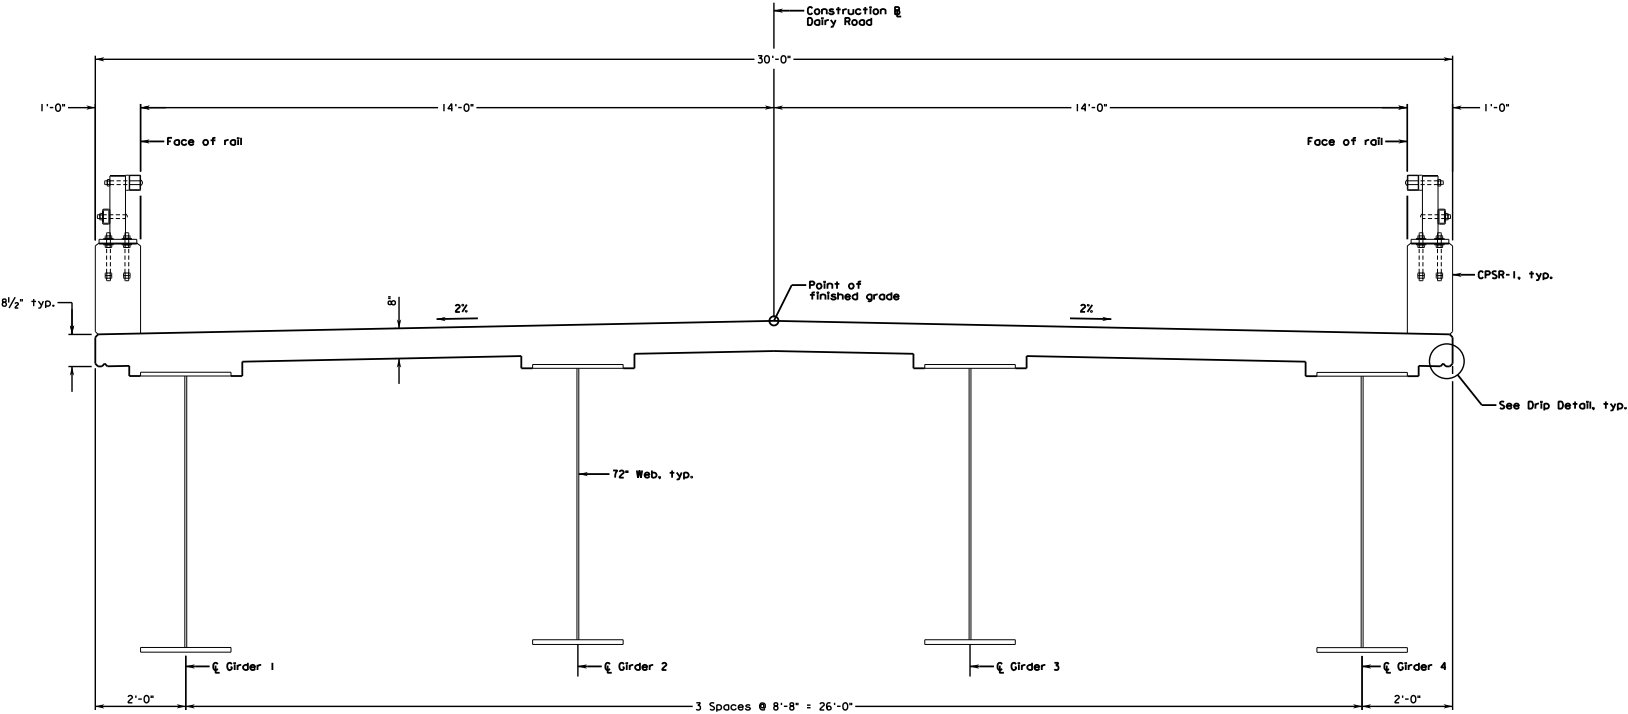 Construction ℄
Dairy Road
30'-0"
1'-0"
14'-0"
14'-0"
1'-0"
Face of rail
Face of rail
CPSR-1, typ.
Point of
finished grade
8½" typ.
8"
2%
2%
See Drip Detail, typ.
72" Web, typ.
℄ Girder 1
℄ Girder 2
℄ Girder 3
℄ Girder 4
2'-0"
3 Spaces @ 8'-8" = 26'-0"
2'-0"